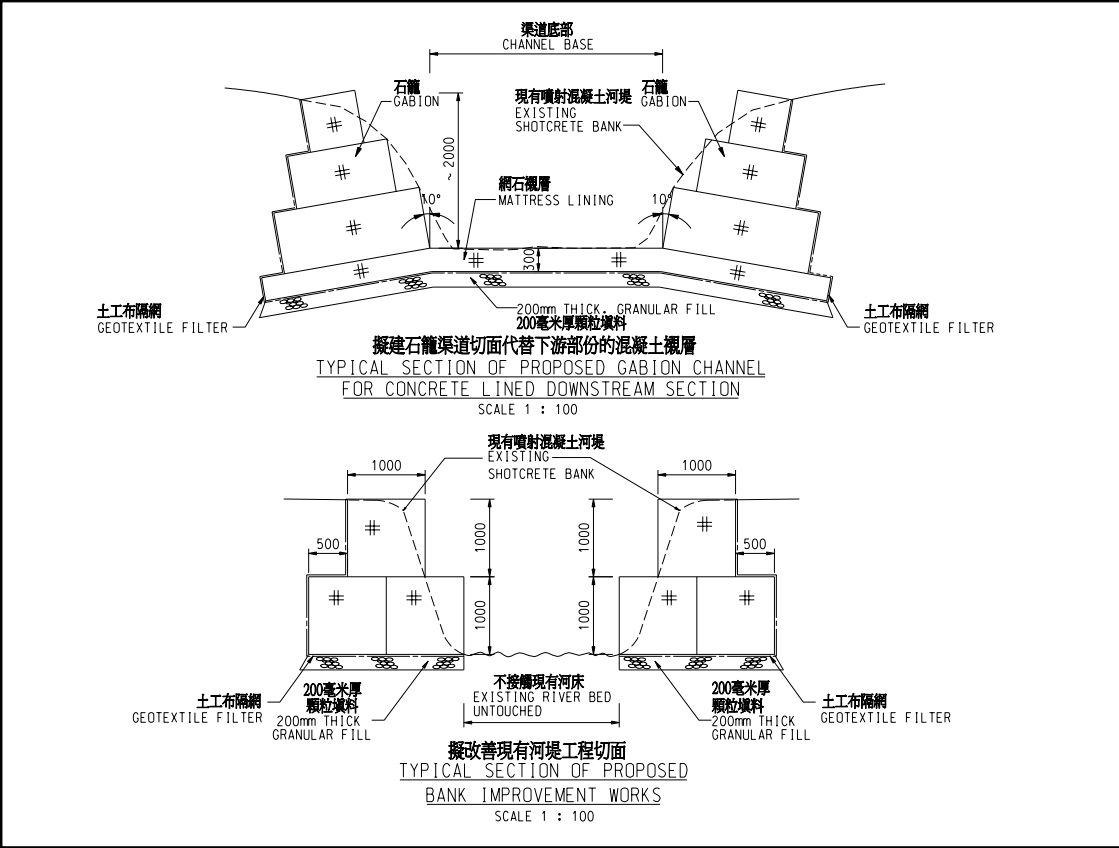 渠道底部
CHANNEL BASE
石籠
GABION
現有噴射混凝土河堤
EXISTING
SHOTCRETE BANK
石籠
GABION
~2000
網石襯層
MATTRESS LINING
10°
10°
300
土工布隔網
GEOTEXTILE FILTER
200mm THICK. GRANULAR FILL
200毫米厚顆粒塡料
土工布隔網
GEOTEXTILE FILTER
擬建石籠渠道切面代替下游部份的混凝土襯層
TYPICAL SECTION OF PROPOSED GABION CHANNEL
FOR CONCRETE LINED DOWNSTREAM SECTION
SCALE 1 : 100
現有噴射混凝土河堤
EXISTING
SHOTCRETE BANK
1000
1000
500
1000
1000
500
1000
1000
土工布隔網
GEOTEXTILE FILTER
200毫米厚
顆粒塡料
200mm THICK
GRANULAR FILL
不接觸現有河床
EXISTING RIVER BED
UNTOUCHED
200毫米厚
顆粒塡料
200mm THICK
GRANULAR FILL
土工布隔網
GEOTEXTILE FILTER
擬改善現有河堤工程切面
TYPICAL SECTION OF PROPOSED
BANK IMPROVEMENT WORKS
SCALE 1 : 100